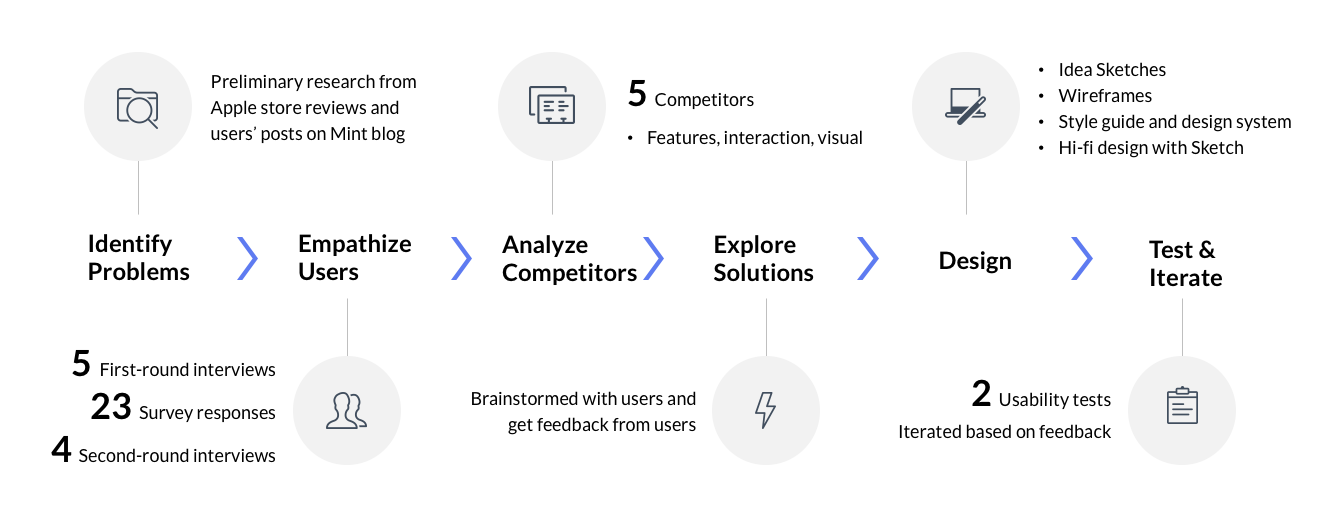 Preliminary research from
Apple store reviews and
users’ posts on Mint blog
5 Competitors
• Features, interaction, visual
• Idea Sketches
• Wireframes
• Style guide and design system
• Hi-fi design with Sketch
Identify
Problems
Empathize
Users
Analyze
Competitors
Explore
Solutions
Design
Test &
Iterate
5 First-round interviews
23 Survey responses
4 Second-round interviews
Brainstormed with users and
get feedback from users
2 Usability tests
Iterated based on feedback